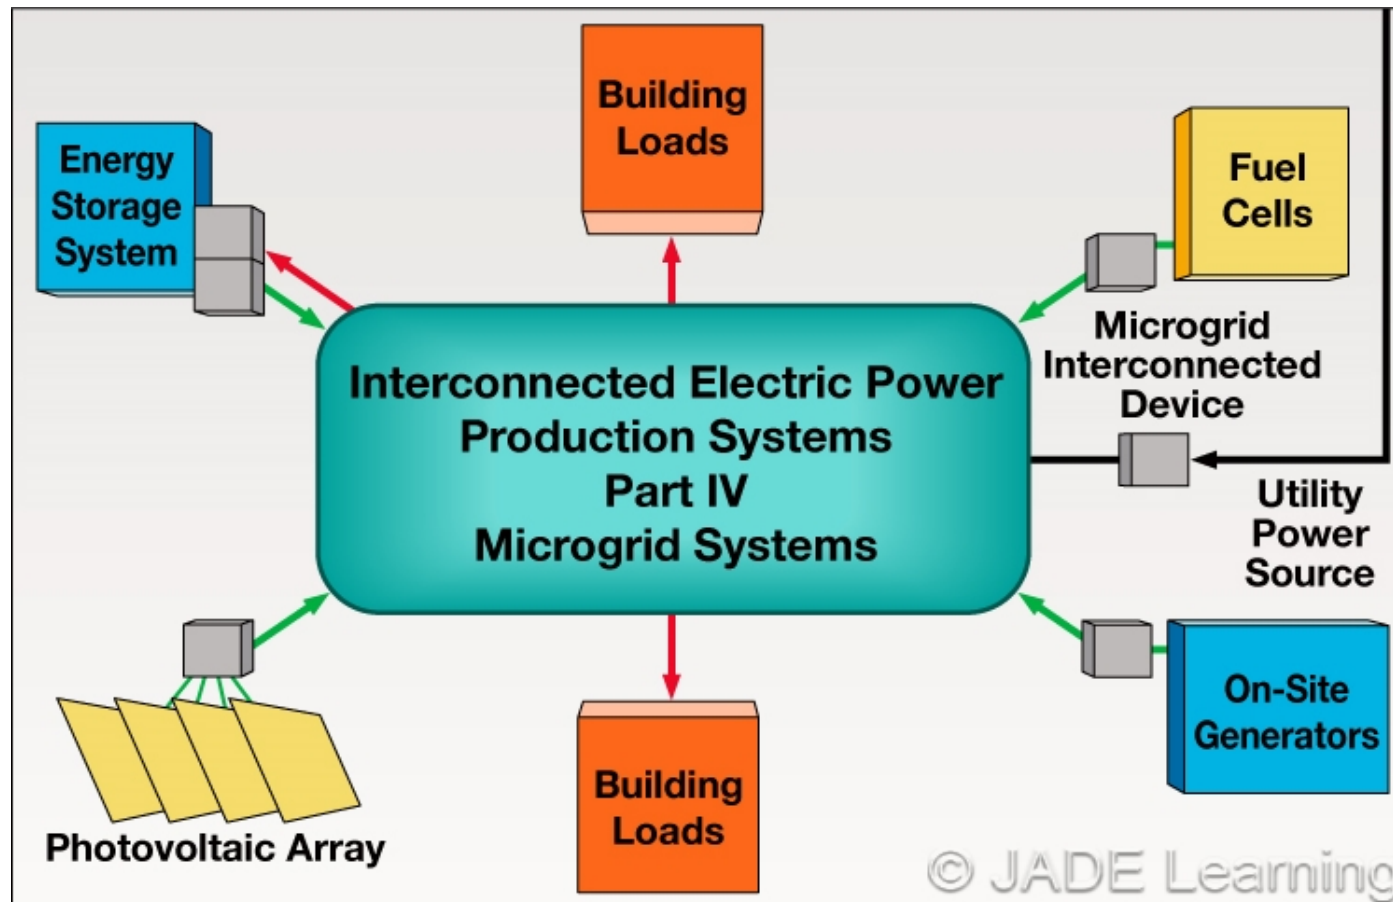 Building
Loads
Energy
Storage
System
Fuel
Cells
Microgrid
Interconnected
Device
Interconnected Electric Power
Production Systems
Part IV
Microgrid Systems
Utility
Power
Source
On-Site
Generators
Photovoltaic Array
Building
Loads
© JADE Learning